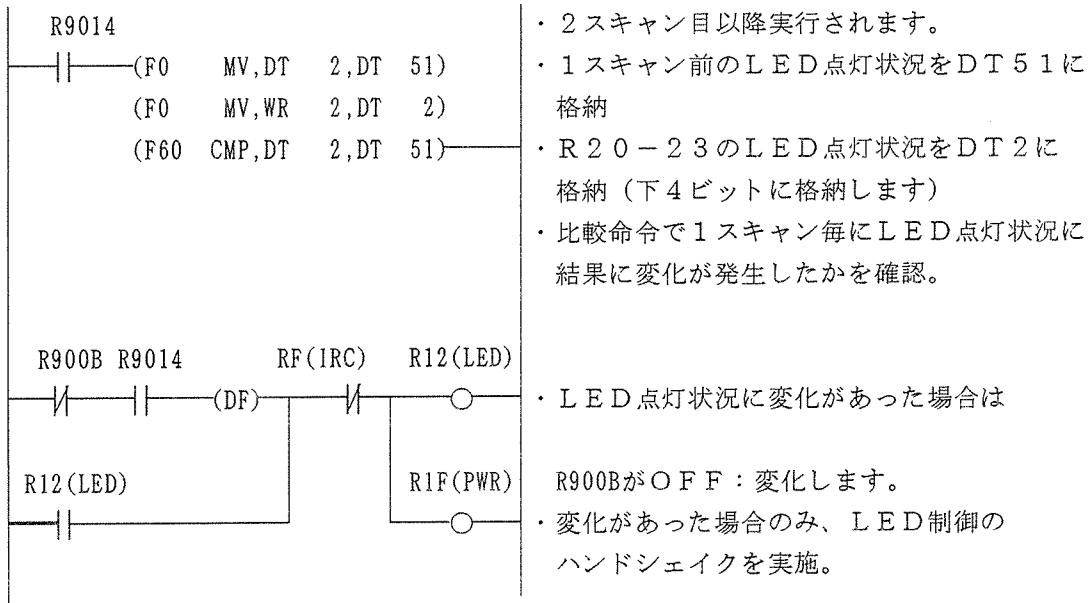 R9014
(F0 MV,DT 2,DT 51)
(F0 MV,WR 2,DT 2)
(F60 CMP,DT 2,DT 51)
・2スキャン目以降実行されます。
・1スキャン前のLED点灯状況をDT51に
格納
・R20-23のLED点灯状況をDT2に
格納(下4ビットに格納します)
・比較命令で1スキャン毎にLED点灯状況に
結果に変化が発生したかを確認。
R900B R9014 RF(IRC) R12(LED)
(DF)
R12(LED) R1F(PWR)
・LED点灯状況に変化があった場合は
R900BがOFF:変化します。
・変化があった場合のみ、LED制御の
ハンドシェイクを実施。